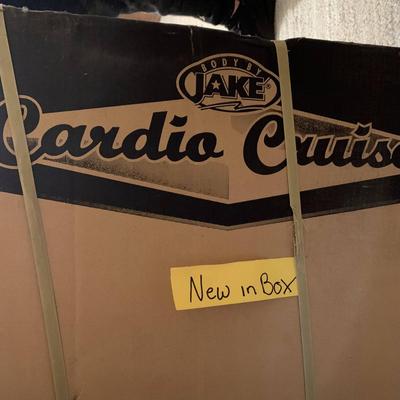 BODY BY
JAKE®
Cardio Cruise
New in Box